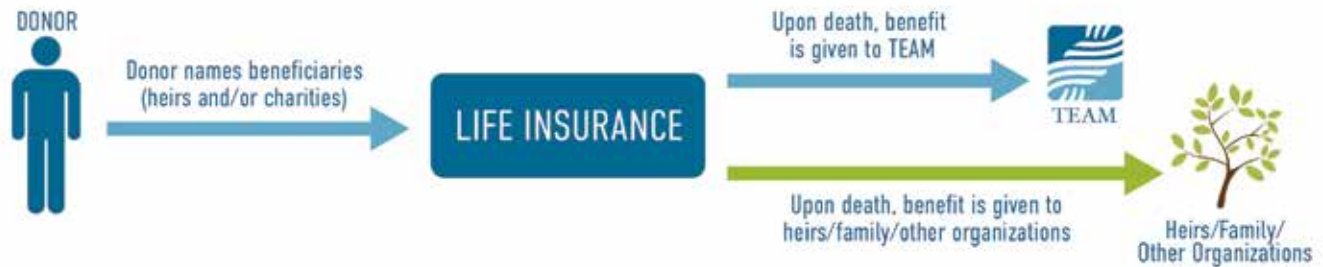 DONOR
Donor names beneficiaries
(heirs and/or charities)
LIFE INSURANCE
Upon death, benefit
is given to TEAM
TEAM
Upon death, benefit is given to
heirs/family/other organizations
Heirs/Family/
Other Organizations